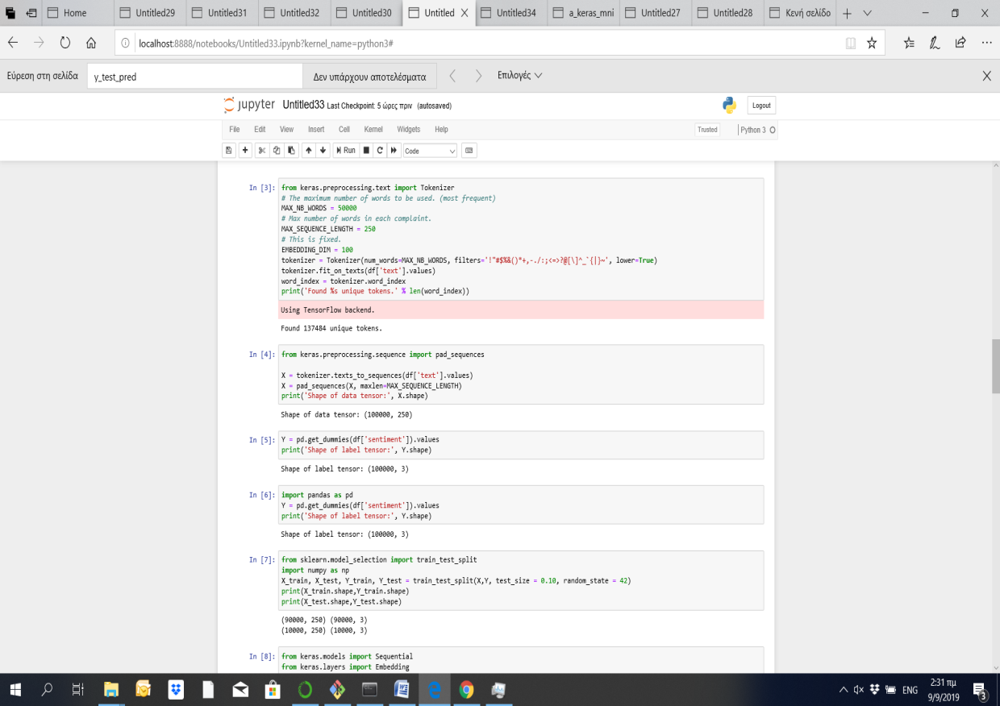 Home Untitled29 Untitled31 Untitled32 Untitled30 Untitled Untitled34 a_keras_mni Untitled27 Untitled28 Κενή σελίδο
localhost:8888/notebooks/Untitled33.ipynb?kernel_name=python3#
Εύρεση στη σελίδα y_test_pred Δεν υπάρχουν αποτελέσματα Επιλογές
jupyter Untitled33 Last Checkpoint: 5 ώρες πριν (autosaved) Logout
File Edit View Insert Cell Kernel Widgets Help Trusted Python 3
Run Code
In [3]: from keras.preprocessing.text import Tokenizer
# The maximum number of words to be used. (most frequent)
MAX_NB_WORDS = 50000
# Max number of words in each complaint.
MAX_SEQUENCE_LENGTH = 250
# This is fixed.
EMBEDDING_DIM = 100
tokenizer = Tokenizer(num_words=MAX_NB_WORDS, filters='!"#$%&()*+,-./:;<=>?@[\]^_`{|}~', lower=True)
tokenizer.fit_on_texts(df['text'].values)
word_index = tokenizer.word_index
print('Found %s unique tokens.' % len(word_index))
Using TensorFlow backend.
Found 137484 unique tokens.
In [4]: from keras.preprocessing.sequence import pad_sequences
X = tokenizer.texts_to_sequences(df['text'].values)
X = pad_sequences(X, maxlen=MAX_SEQUENCE_LENGTH)
print('Shape of data tensor:', X.shape)
Shape of data tensor: (100000, 250)
In [5]: Y = pd.get_dummies(df['sentiment']).values
print('Shape of label tensor:', Y.shape)
Shape of label tensor: (100000, 3)
In [6]: import pandas as pd
Y = pd.get_dummies(df['sentiment']).values
print('Shape of label tensor:', Y.shape)
Shape of label tensor: (100000, 3)
In [7]: from sklearn.model_selection import train_test_split
import numpy as np
X_train, X_test, Y_train, Y_test = train_test_split(X,Y, test_size = 0.10, random_state = 42)
print(X_train.shape,Y_train.shape)
print(X_test.shape,Y_test.shape)
(90000, 250) (90000, 3)
(10000, 250) (10000, 3)
In [8]: from keras.models import Sequential
from keras.layers import Embedding
ENG 2:31 πμ
9/9/2019 3